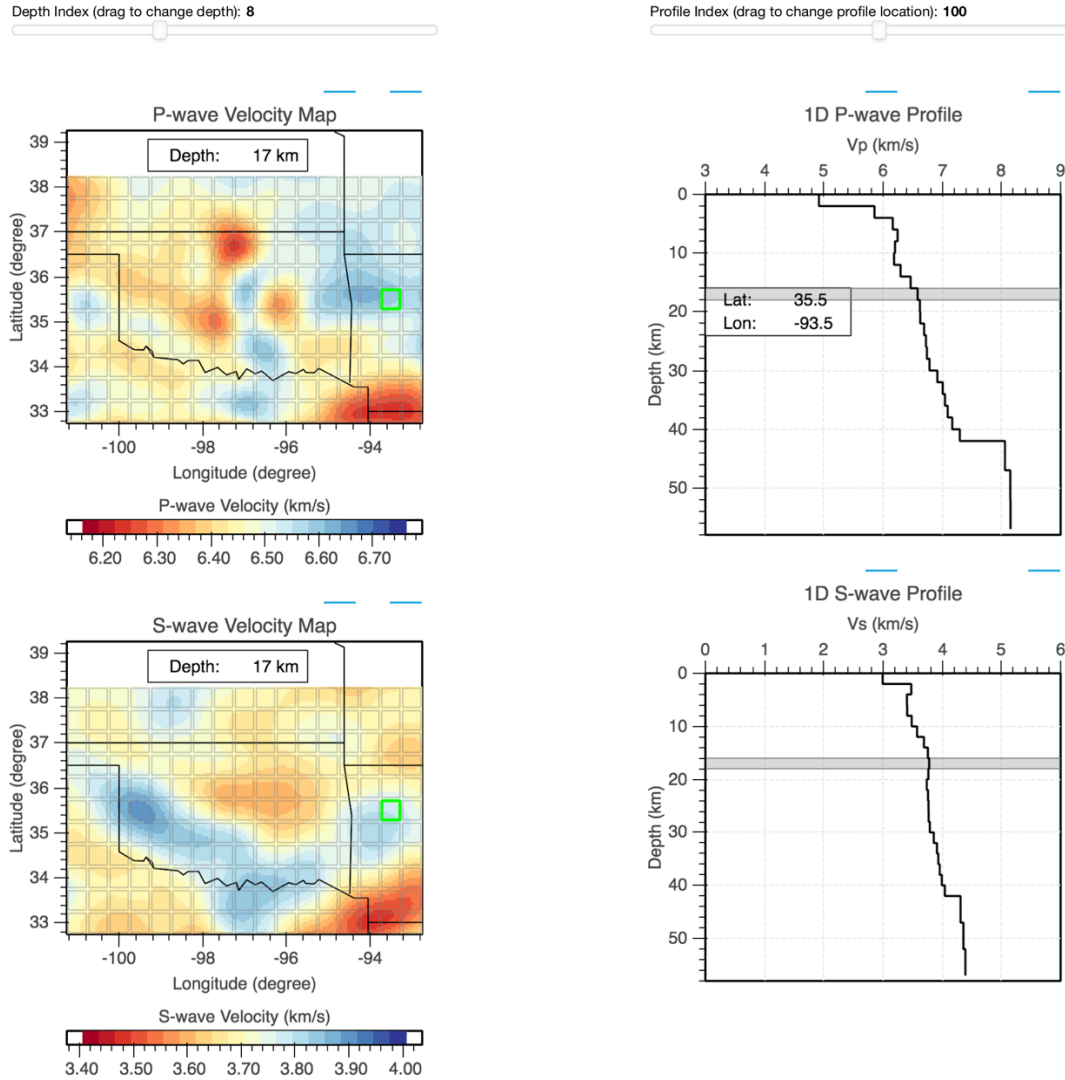 Depth Index (drag to change depth): 8
Profile Index (drag to change profile location): 100
P-wave Velocity Map
Depth: 17 km
39
38
37
36
35
34
33
Latitude (degree)
-100 -98 -96 -94
Longitude (degree)
P-wave Velocity (km/s)
6.20 6.30 6.40 6.50 6.60 6.70
1D P-wave Profile
Vp (km/s)
3 4 5 6 7 8 9
0
10
20
30
40
50
Depth (km)
Lat: 35.5
Lon: -93.5
S-wave Velocity Map
Depth: 17 km
39
38
37
36
35
34
33
Latitude (degree)
-100 -98 -96 -94
Longitude (degree)
S-wave Velocity (km/s)
3.40 3.50 3.60 3.70 3.80 3.90 4.00
1D S-wave Profile
Vs (km/s)
0 1 2 3 4 5 6
0
10
20
30
40
50
Depth (km)